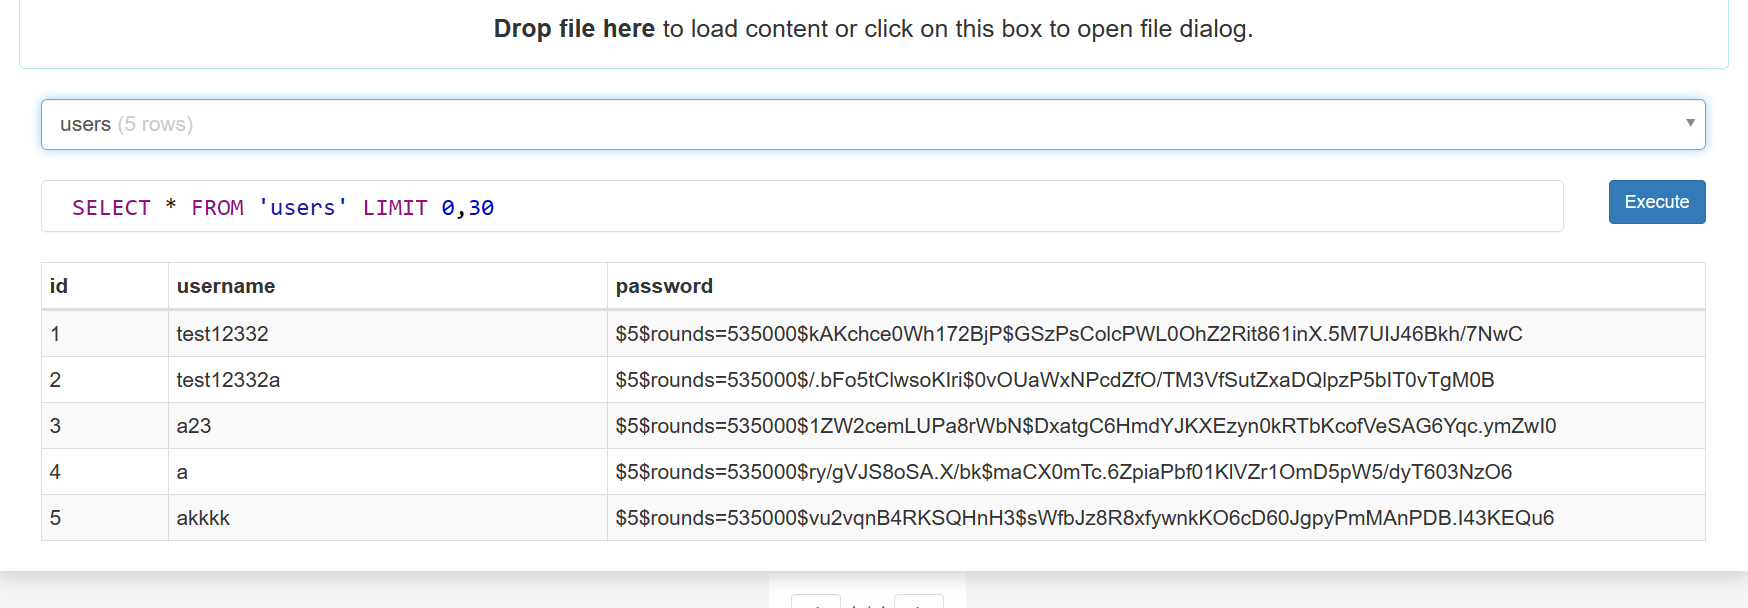 Drop file here to load content or click on this box to open file dialog.
users (5 rows)
SELECT * FROM 'users' LIMIT 0,30
Execute
id username password
1 test12332 $5$rounds=535000$kAKchce0Wh172BjP$GSzPsColcPWL0OhZ2Rit861inX.5M7UIJ46Bkh/7NwC
2 test12332a $5$rounds=535000$/.bFo5tClwsoKIri$0vOUaWxNPcdZfO/TM3VfSutZxaDQlpzP5bIT0vTgM0B
3 a23 $5$rounds=535000$1ZW2cemLUPa8rWbN$DxatgC6HmdYJKXEzyn0kRTbKcofVeSAG6Yqc.ymZwI0
4 a $5$rounds=535000$ry/gVJS8oSA.X/bk$maCX0mTc.6ZpiaPbf01KlVZr1OmD5pW5/dyT603NzO6
5 akkkk $5$rounds=535000$vu2vqnB4RKSQHnH3$sWfbJz8R8xfywnkKO6cD60JgpyPmMAnPDB.I43KEQu6